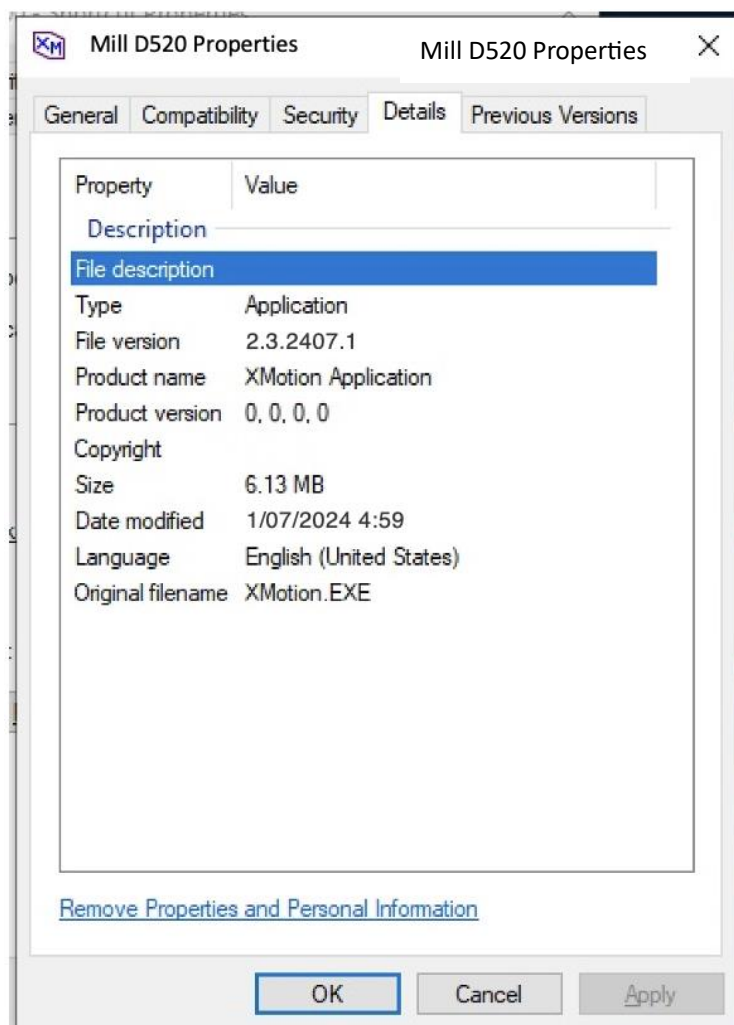 Mill D520 Properties
Mill D520 Properties
General Compatibility Security Details Previous Versions
Property Value
Description
File description
Type Application
File version 2.3.2407.1
Product name XMotion Application
Product version 0, 0, 0, 0
Copyright
Size 6.13 MB
Date modified 1/07/2024 4:59
Language English (United States)
Original filename XMotion.EXE
Remove Properties and Personal Information
OK Cancel Apply